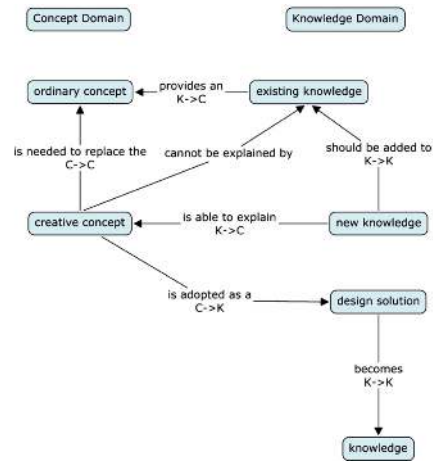 Concept Domain
Knowledge Domain
ordinary concept
provides an
K->C
existing knowledge
is needed to replace the
C->C
cannot be explained by
should be added to
K->K
creative concept
is able to explain
K->C
new knowledge
is adopted as a
C->K
design solution
becomes
K->K
knowledge